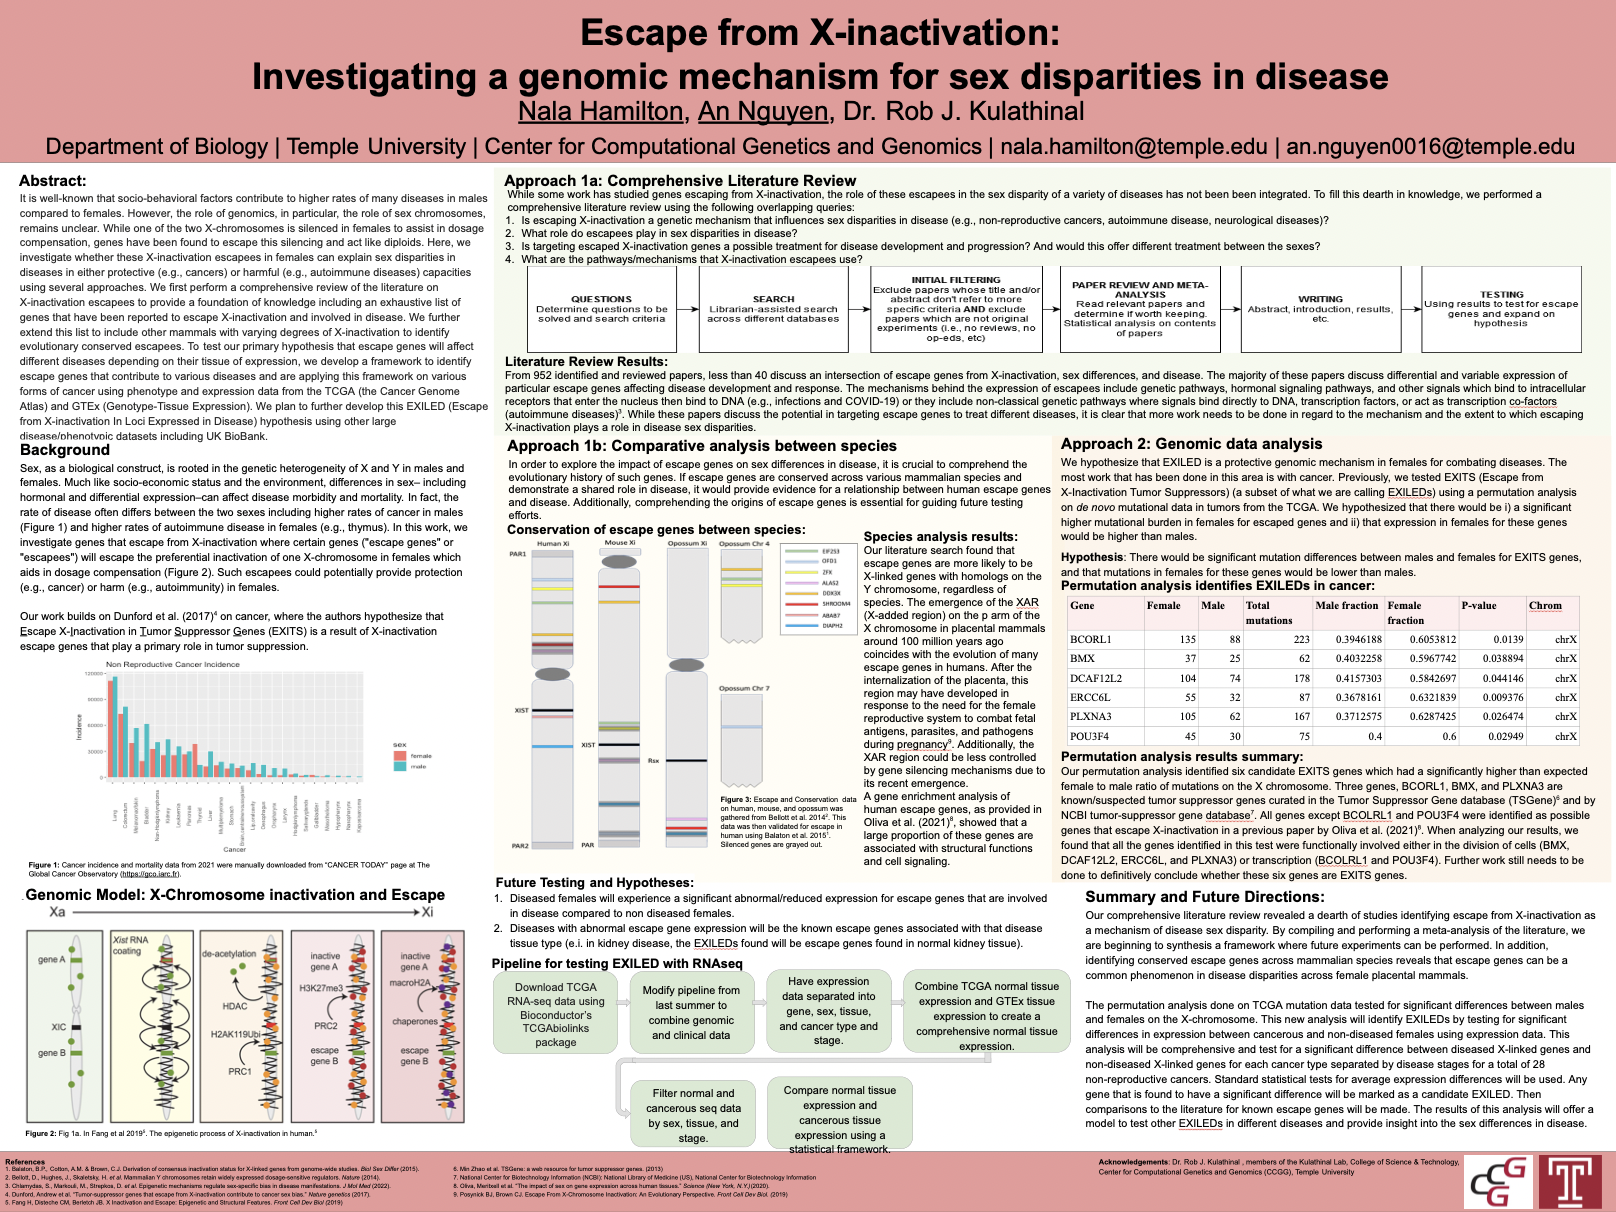 Escape from X-inactivation:
Investigating a genomic mechanism for sex disparities in disease
Nala Hamilton, An Nguyen, Dr. Rob J. Kulathinal
Department of Biology | Temple University | Center for Computational Genetics and Genomics | nala.hamilton@temple.edu | an.nguyen0016@temple.edu
Abstract:
It is well-known that socio-behavioral factors contribute to higher rates of many diseases in males
compared to females. However, the role of genomics, in particular, the role of sex chromosomes,
remains unclear. While one of the two X-chromosomes is silenced in females to assist in dosage
compensation, genes have been found to escape this silencing and act like diploids. Here, we
investigate whether these X-inactivation escapees in females can explain sex disparities in
diseases in either protective (e.g., cancers) or harmful (e.g., autoimmune diseases) capacities
using several approaches. We first perform a comprehensive review of the literature on
X-inactivation escapees to provide a foundation of knowledge including an exhaustive list of
genes that have been reported to escape X-inactivation and involved in disease. We further
extend this list to include other mammals with varying degrees of X-inactivation to identify
evolutionary conserved escapees. To test our primary hypothesis that escape genes will affect
different diseases depending on their tissue of expression, we develop a framework to identify
escape genes that contribute to various diseases and are applying this framework on various
forms of cancer using phenotype and expression data from the TCGA (the Cancer Genome
Atlas) and GTEx (Genotype-Tissue Expression). We plan to further develop this EXILED (Escape
from X-inactivation In Loci Expressed in Disease) hypothesis using other large
disease/phenotypic datasets including UK BioBank.
Background
Sex, as a biological construct, is rooted in the genetic heterogeneity of X and Y in males and
females. Much like socio-economic status and the environment, differences in sex– including
hormonal and differential expression–can affect disease morbidity and mortality. In fact, the
rate of disease often differs between the two sexes including higher rates of cancer in males
(Figure 1) and higher rates of autoimmune disease in females (e.g., thymus). In this work, we
investigate genes that escape from X-inactivation where certain genes ("escape genes" or
"escapees") will escape the preferential inactivation of one X-chromosome in females which
aids in dosage compensation (Figure 2). Such escapees could potentially provide protection
(e.g., cancer) or harm (e.g., autoimmunity) in females.
Our work builds on Dunford et al. (2017)4 on cancer, where the authors hypothesize that
Escape X-Inactivation in Tumor Suppressor Genes (EXITS) is a result of X-inactivation
escape genes that play a primary role in tumor suppression.
Non Reproductive Cancer Incidence
Incidence
120000
90000
60000
30000
0
Cancer
sex
female
male
Figure 1: Cancer incidence and mortality data from 2021 were manually downloaded from "CANCER TODAY" page at The
Global Cancer Observatory (https://gco.iarc.fr).
Genomic Model: X-Chromosome inactivation and Escape
Xa
Xi
gene A
XIC
gene B
Xist RNA
coating
de-acetylation
HDAC
H2AK119Ubi
PRC1
inactive
gene A
H3K27me3
PRC2
escape
gene B
inactive
gene A
macroH2A
chaperones
escape
gene B
Figure 2: Fig 1a. In Fang et al 20195. The epigenetic process of X-inactivation in human.5
Approach 1a: Comprehensive Literature Review
While some work has studied genes escaping from X-inactivation, the role of these escapees in the sex disparity of a variety of diseases has not been been integrated. To fill this dearth in knowledge, we performed a
comprehensive literature review using the following overlapping queries:
1. Is escaping X-inactivation a genetic mechanism that influences sex disparities in disease (e.g., non-reproductive cancers, autoimmune disease, neurological diseases)?
2. What role do escapees play in sex disparities in disease?
3. Is targeting escaped X-inactivation genes a possible treatment for disease development and progression? And would this offer different treatment between the sexes?
4. What are the pathways/mechanisms that X-inactivation escapees use?
QUESTIONS
Determine questions to be
solved and search criteria
SEARCH
Librarian-assisted search
across different databases
INITIAL FILTERING
Exclude papers whose title and/or
abstract don't refer to more
specific criteria AND exclude
papers which are not original
experiments (i.e., no reviews, no
op-eds, etc)
PAPER REVIEW AND META-
ANALYSIS
Read relevant papers and
determine if worth keeping.
Statistical analysis on contents
of papers
WRITING
Abstract, introduction, results,
etc.
TESTING
Using results to test for escape
genes and expand on
hypothesis
Literature Review Results:
From 952 identified and reviewed papers, less than 40 discuss an intersection of escape genes from X-inactivation, sex differences, and disease. The majority of these papers discuss differential and variable expression of
particular escape genes affecting disease development and response. The mechanisms behind the expression of escapees include genetic pathways, hormonal signaling pathways, and other signals which bind to intracellular
receptors that enter the nucleus then bind to DNA (e.g., infections and COVID-19) or they include non-classical genetic pathways where signals bind directly to DNA, transcription factors, or act as transcription co-factors
(autoimmune diseases)3. While these papers discuss the potential in targeting escape genes to treat different diseases, it is clear that more work needs to be done in regard to the mechanism and the extent to which escaping
X-inactivation plays a role in disease sex disparities.
Approach 1b: Comparative analysis between species
In order to explore the impact of escape genes on sex differences in disease, it is crucial to comprehend the
evolutionary history of such genes. If escape genes are conserved across various mammalian species and
demonstrate a shared role in disease, it would provide evidence for a relationship between human escape genes
and disease. Additionally, comprehending the origins of escape genes is essential for guiding future testing
efforts.
Conservation of escape genes between species:
Human Xi
Mouse Xi
Opossum Xi
Opossum Chr 4
PAR1
XIST
PAR2
XIST
PAR
Rsx
Opossum Chr 7
EIF2S3
OFD1
ZFX
ALAS2
DDX3X
SHROOM4
ABAB7
DIAPH2
Figure 3: Escape and Conservation data
on human, mouse, and opossum was
gathered from Bellott et al. 20142. This
data was then validated for escape in
human using Balaton et al. 20151.
Silenced genes are grayed out.
Species analysis results:
Our literature search found that
escape genes are more likely to be
X-linked genes with homologs on the
Y chromosome, regardless of
species. The emergence of the XAR
(X-added region) on the p arm of the
X chromosome in placental mammals
around 100 million years ago
coincides with the evolution of many
escape genes in humans. After the
internalization of the placenta, this
region may have developed in
response to the need for the female
reproductive system to combat fetal
antigens, parasites, and pathogens
during pregnancy9. Additionally, the
XAR region could be less controlled
by gene silencing mechanisms due to
its recent emergence.
A gene enrichment analysis of
human escape genes, as provided in
Oliva et al. (2021)8, showed that a
large proportion of these genes are
associated with structural functions
and cell signaling.
Future Testing and Hypotheses:
1. Diseased females will experience a significant abnormal/reduced expression for escape genes that are involved
in disease compared to non diseased females.
2. Diseases with abnormal escape gene expression will be the known escape genes associated with that disease
tissue type (e.i. in kidney disease, the EXILEDs found will be escape genes found in normal kidney tissue).
Pipeline for testing EXILED with RNAseq
Download TCGA
RNA-seq data using
Bioconductor's
TCGAbiolinks
package
Modify pipeline from
last summer to
combine genomic
and clinical data
Have expression
data separated into
gene, sex, tissue,
and cancer type and
stage.
Combine TCGA normal tissue
expression and GTEx tissue
expression to create a
comprehensive normal tissue
expression.
Filter normal and
cancerous seq data
by sex, tissue, and
stage.
Compare normal tissue
expression and
cancerous tissue
expression using a
statistical framework.
Approach 2: Genomic data analysis
We hypothesize that EXILED is a protective genomic mechanism in females for combating diseases. The
most work that has been done in this area is with cancer. Previously, we tested EXITS (Escape from
X-Inactivation Tumor Suppressors) (a subset of what we are calling EXILEDs) using a permutation analysis
on de novo mutational data in tumors from the TCGA. We hypothesized that there would be i) a significant
higher mutational burden in females for escaped genes and ii) that expression in females for these genes
would be higher than males.
Hypothesis: There would be significant mutation differences between males and females for EXITS genes,
and that mutations in females for these genes would be lower than males.
Permutation analysis identifies EXILEDs in cancer:
Gene Female Male Total mutations Male fraction Female fraction P-value Chrom
BCORL1 135 88 223 0.3946188 0.6053812 0.0139 chrX
BMX 37 25 62 0.4032258 0.5967742 0.038894 chrX
DCAF12L2 104 74 178 0.4157303 0.5842697 0.044146 chrX
ERCC6L 55 32 87 0.3678161 0.6321839 0.009376 chrX
PLXNA3 105 62 167 0.3712575 0.6287425 0.026474 chrX
POU3F4 45 30 75 0.4 0.6 0.02949 chrX
Permutation analysis results summary:
Our permutation analysis identified six candidate EXITS genes which had a significantly higher than expected
female to male ratio of mutations on the X chromosome. Three genes, BCORL1, BMX, and PLXNA3 are
known/suspected tumor suppressor genes curated in the Tumor Suppressor Gene database (TSGene)6 and by
NCBI tumor-suppressor gene database7. All genes except BCOLRL1 and POU3F4 were identified as possible
genes that escape X-inactivation in a previous paper by Oliva et al. (2021)8. When analyzing our results, we
found that all the genes identified in this test were functionally involved either in the division of cells (BMX,
DCAF12L2, ERCC6L, and PLXNA3) or transcription (BCOLRL1 and POU3F4). Further work still needs to be
done to definitively conclude whether these six genes are EXITS genes.
Summary and Future Directions:
Our comprehensive literature review revealed a dearth of studies identifying escape from X-inactivation as
a mechanism of disease sex disparity. By compiling and performing a meta-analysis of the literature, we
are beginning to synthesis a framework where future experiments can be performed. In addition,
identifying conserved escape genes across mammalian species reveals that escape genes can be a
common phenomenon in disease disparities across female placental mammals.
The permutation analysis done on TCGA mutation data tested for significant differences between males
and females on the X-chromosome. This new analysis will identify EXILEDs by testing for significant
differences in expression between cancerous and non-diseased females using expression data. This
analysis will be comprehensive and test for a significant difference between diseased X-linked genes and
non-diseased X-linked genes for each cancer type separated by disease stages for a total of 28
non-reproductive cancers. Standard statistical tests for average expression differences will be used. Any
gene that is found to have a significant difference will be marked as a candidate EXILED. Then
comparisons to the literature for known escape genes will be made. The results of this analysis will offer a
model to test other EXILEDs in different diseases and provide insight into the sex differences in disease.
References
1. Balaton, B.P., Cotton, A.M. & Brown, C.J. Derivation of consensus inactivation status for X-linked genes from genome-wide studies. Biol Sex Differ (2015).
2. Bellott, D., Hughes, J., Skaletsky, H. et al. Mammalian Y chromosomes retain widely expressed dosage-sensitive regulators. Nature (2014).
3. Chlamydas, S., Markouli, M., Strepkos, D. et al. Epigenetic mechanisms regulate sex-specific bias in disease manifestations. J Mol Med (2022).
4. Dunford, Andrew et al. "Tumor-suppressor genes that escape from X-inactivation contribute to cancer sex bias." Nature genetics (2017).
5. Fang H, Disteche CM, Berletch JB. X Inactivation and Escape: Epigenetic and Structural Features. Front Cell Dev Biol (2019)
6. Min Zhao et al. TSGene: a web resource for tumor suppressor genes. (2013)
7. National Center for Biotechnology Information (NCBI): National Library of Medicine (US), National Center for Biotechnology Information
8. Oliva, Meritxell et al. "The impact of sex on gene expression across human tissues." Science (New York, N.Y.)(2020).
9. Posynick BJ, Brown CJ. Escape From X-Chromosome Inactivation: An Evolutionary Perspective. Front Cell Dev Biol. (2019)
Acknowledgements: Dr. Rob J. Kulathinal , members of the Kulathinal Lab, College of Science & Technology,
Center for Computational Genetics and Genomics (CCGG), Temple University
CCGG
T